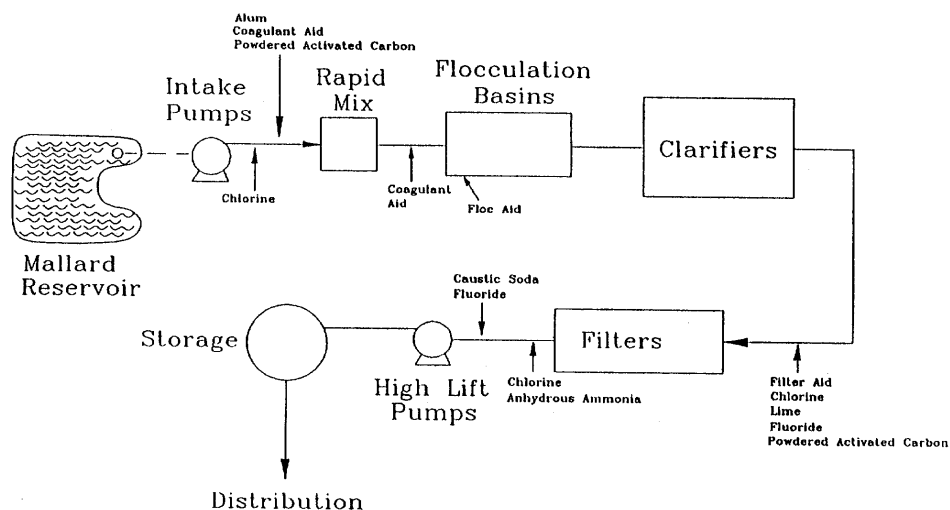 Alum
Coagulant Aid
Powdered Activated Carbon
Intake
Pumps
Rapid
Mix
Flocculation
Basins
Clarifiers
Chlorine
Coagulant
Aid
Floc Aid
Mallard
Reservoir
Caustic Soda
Fluoride
Storage
Filters
High Lift
Pumps
Chlorine
Anhydrous Ammonia
Filter Aid
Chlorine
Lime
Fluoride
Powdered Activated Carbon
Distribution